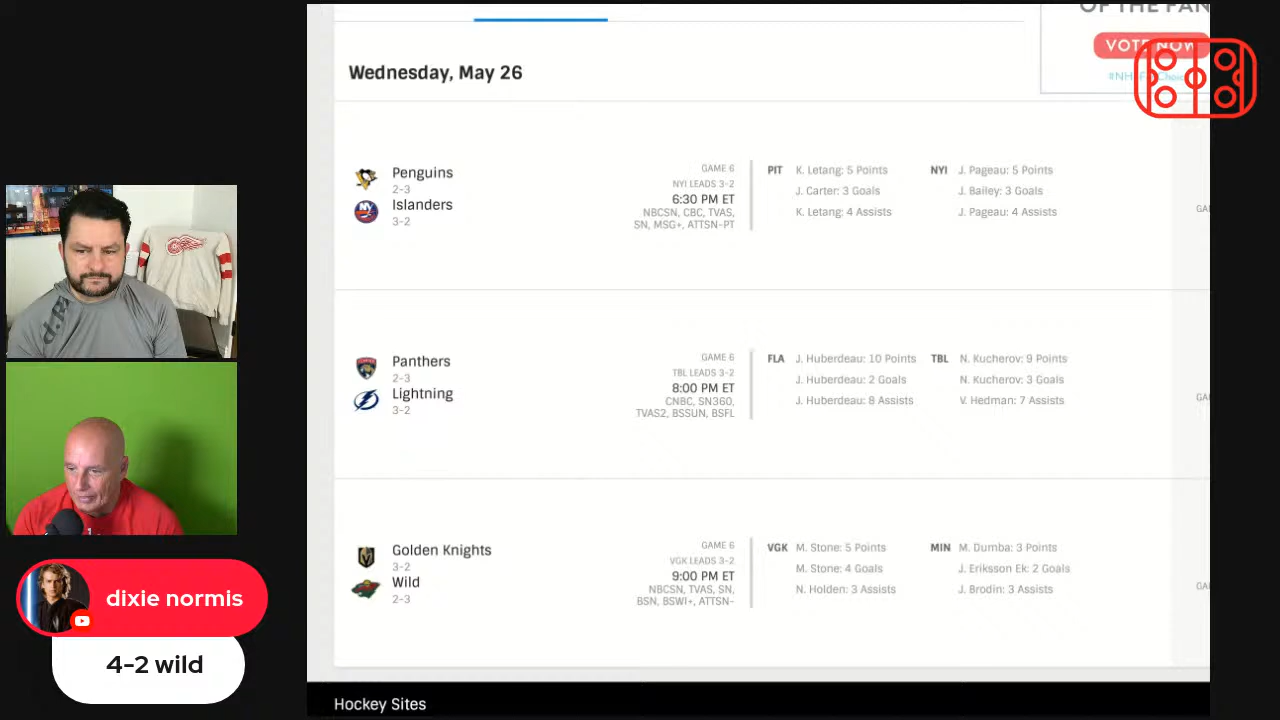 OF THE FAN
VOTE NOW
Wednesday, May 26
Penguins
2-3
Islanders
3-2
GAME 6
NYI LEADS 3-2
6:30 PM ET
NBCSN, CBC, TVAS,
SN, MSG+, ATTSN-PT
PIT K. Letang: 5 Points
J. Carter: 3 Goals
K. Letang: 4 Assists
NYI J. Pageau: 5 Points
J. Bailey: 3 Goals
J. Pageau: 4 Assists
GA
Panthers
2-3
Lightning
3-2
GAME 6
TBL LEADS 3-2
8:00 PM ET
CNBC, SN360,
TVAS2, BSSUN, BSFL
FLA J. Huberdeau: 10 Points
J. Huberdeau: 2 Goals
J. Huberdeau: 8 Assists
TBL N. Kucherov: 9 Points
N. Kucherov: 3 Goals
V. Hedman: 7 Assists
GA
Golden Knights
3-2
Wild
2-3
GAME 6
VGK LEADS 3-2
9:00 PM ET
NBCSN, TVAS, SN,
BSN, BSWI+, ATTSN-
VGK M. Stone: 5 Points
M. Stone: 4 Goals
N. Holden: 3 Assists
MIN M. Dumba: 3 Points
J. Eriksson Ek: 2 Goals
J. Brodin: 3 Assists
GA
Hockey Sites
dixie normis
4-2 wild